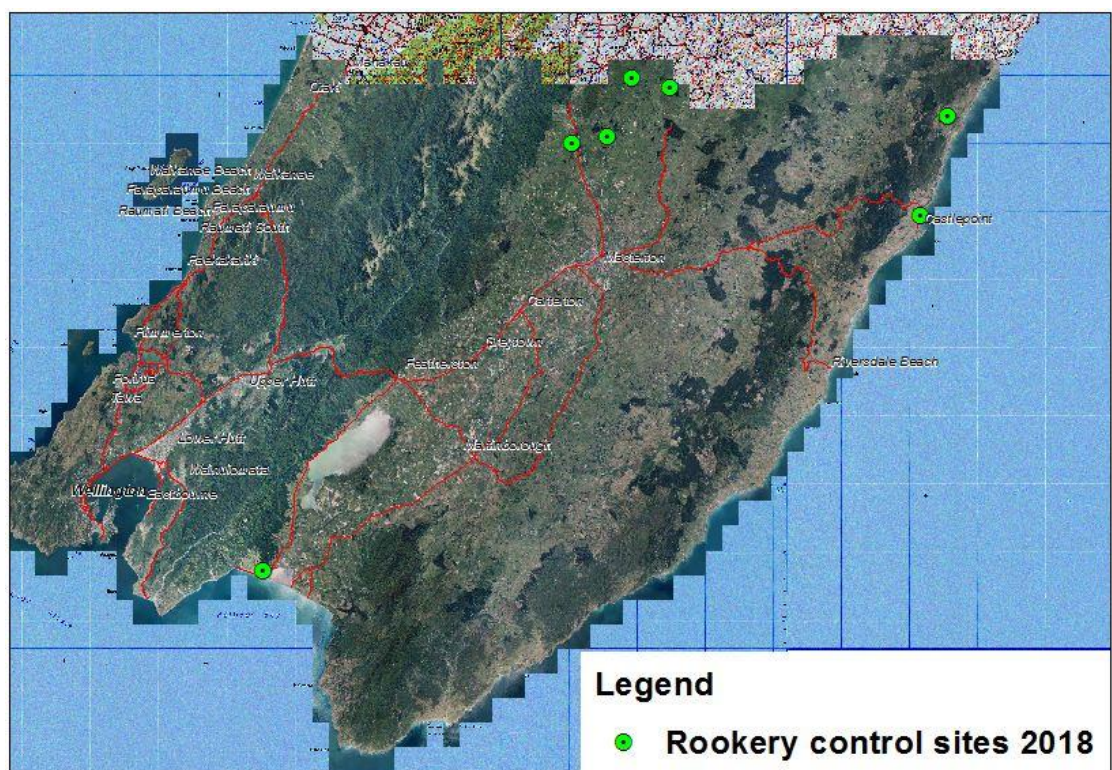 Waikanae Beach
Waikanae
Paraparaumu Beach
Raumati Beach
Paraparaumu
Raumati South
Paekakariki
Castlepoint
Masterton
Carterton
Plimmerton
Greytown
Featherston
Riversdale Beach
Porirua
Upper Hutt
Tawa
Lower Hutt
Martinborough
Wainuiomata
Wellington
Eastbourne
Legend
Rookery control sites 2018